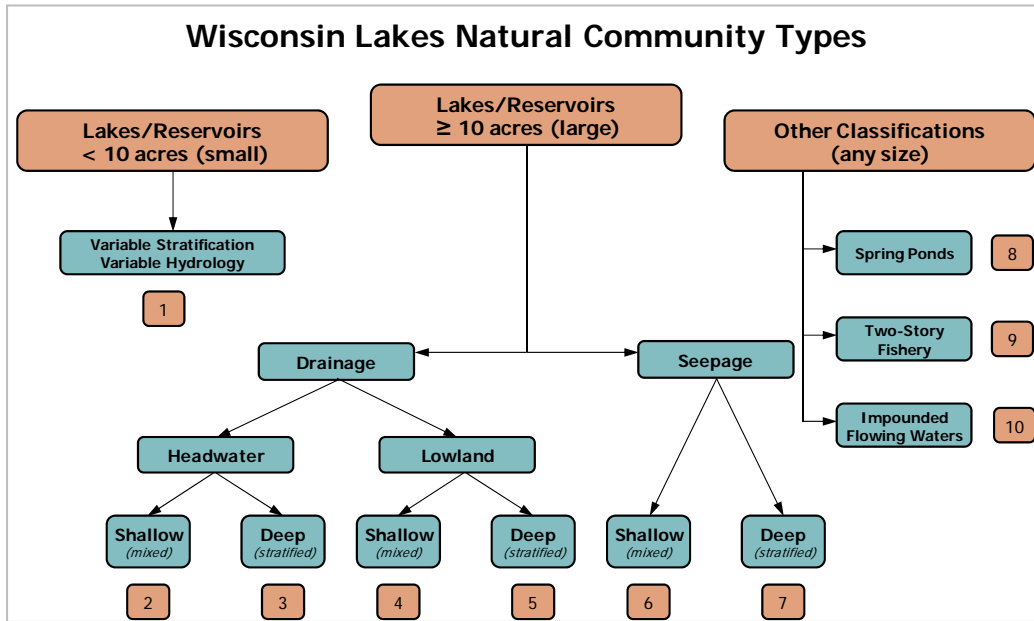 Wisconsin Lakes Natural Community Types
Lakes/Reservoirs
< 10 acres (small)
Lakes/Reservoirs
≥ 10 acres (large)
Other Classifications
(any size)
Variable Stratification
Variable Hydrology
1
Spring Ponds
8
Two-Story
Fishery
9
Impounded
Flowing Waters
10
Drainage
Seepage
Headwater
Lowland
Shallow
(mixed)
Deep
(stratified)
Shallow
(mixed)
Deep
(stratified)
Shallow
(mixed)
Deep
(stratified)
2
3
4
5
6
7